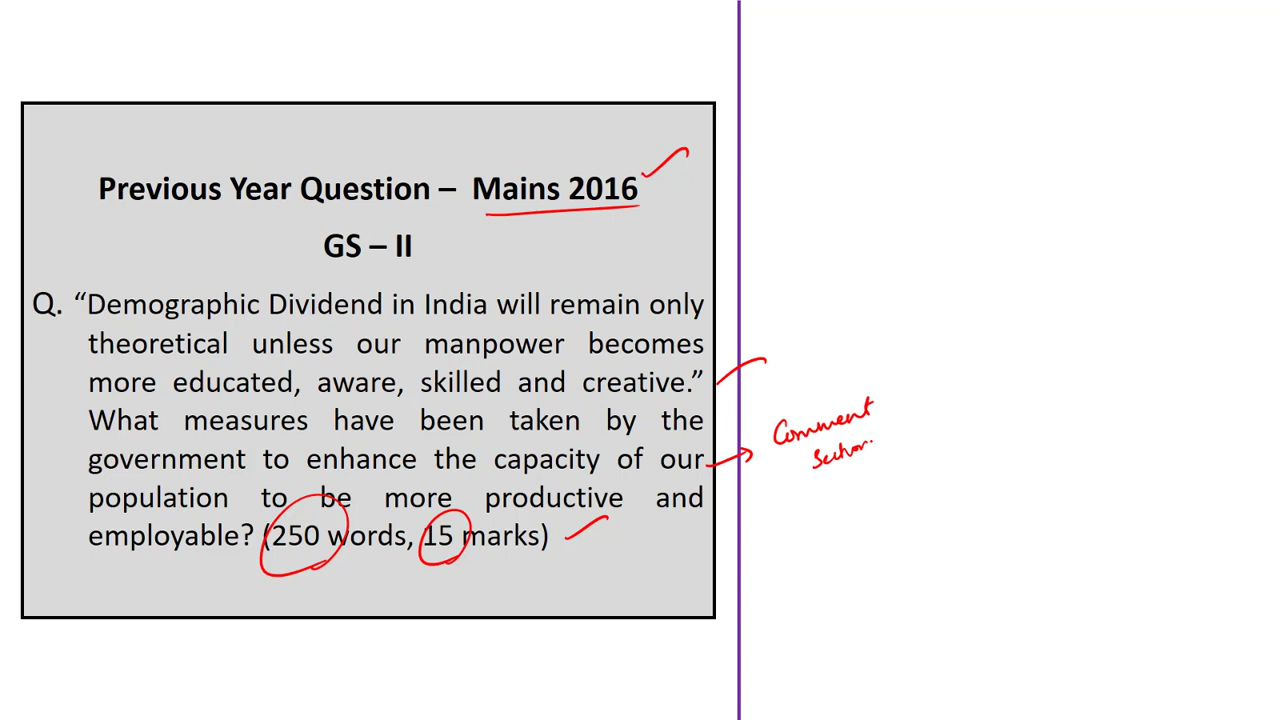 Previous Year Question – Mains 2016
GS – II
Q. “Demographic Dividend in India will remain only
theoretical unless our manpower becomes
more educated, aware, skilled and creative.”
What measures have been taken by the
government to enhance the capacity of our
population to be more productive and
employable? (250 words, 15 marks)
Comment
Section